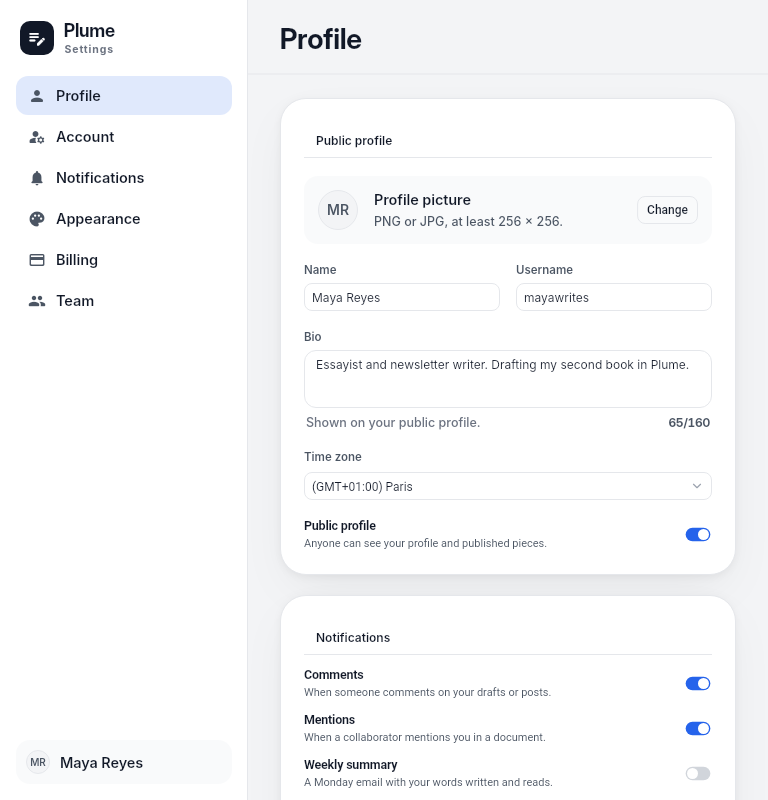 Plume
Settings
Profile
Account
Notifications
Appearance
Billing
Team
MR
Maya Reyes
Profile
Public profile
MR
Profile picture
PNG or JPG, at least 256 × 256.
Change
Name
Username
Maya Reyes
mayawrites
Bio
Essayist and newsletter writer. Drafting my second book in Plume.
Shown on your public profile.
65/160
Time zone
(GMT+01:00) Paris
Public profile
Anyone can see your profile and published pieces.
Notifications
Comments
When someone comments on your drafts or posts.
Mentions
When a collaborator mentions you in a document.
Weekly summary
A Monday email with your words written and reads.